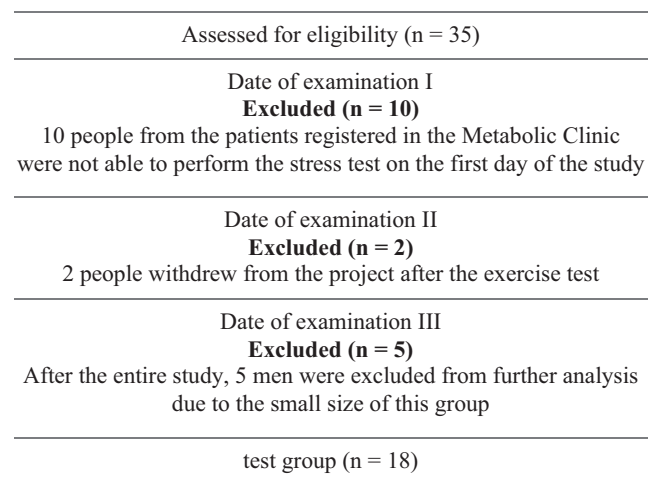 Assessed for eligibility (n = 35)
Date of examination I
Excluded (n = 10)
10 people from the patients registered in the Metabolic Clinic
were not able to perform the stress test on the first day of the study
Date of examination II
Excluded (n = 2)
2 people withdrew from the project after the exercise test
Date of examination III
Excluded (n = 5)
After the entire study, 5 men were excluded from further analysis
due to the small size of this group
test group (n = 18)